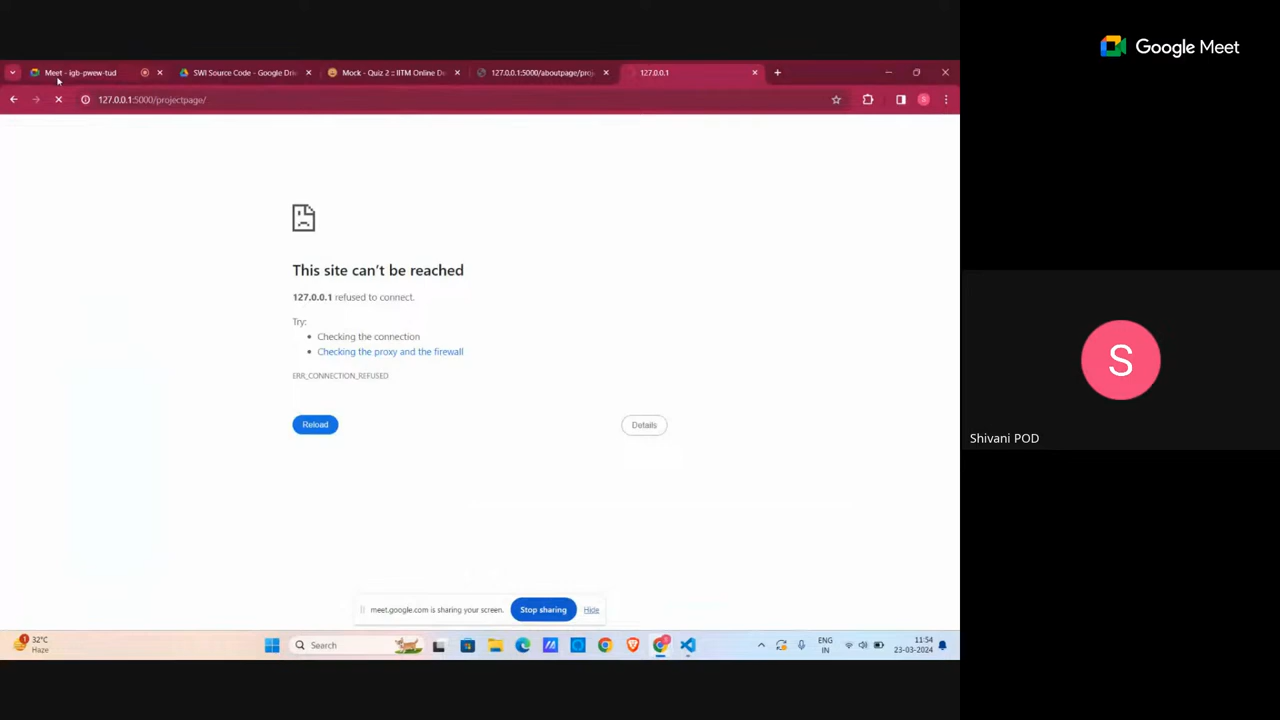 Google Meet
Meet - igb-pwew-tud
SWI Source Code - Google Driv
Mock - Quiz 2 :: IITM Online De
127.0.0.1:5000/aboutpage/proj
127.0.0.1
127.0.0.1:5000/projectpage/
S
This site can't be reached
127.0.0.1 refused to connect.
Try:
Checking the connection
Checking the proxy and the firewall
ERR_CONNECTION_REFUSED
Reload
Details
S
Shivani POD
meet.google.com is sharing your screen.
Stop sharing
Hide
1
32°C
Haze
Search
ENG
IN
11:54
23-03-2024